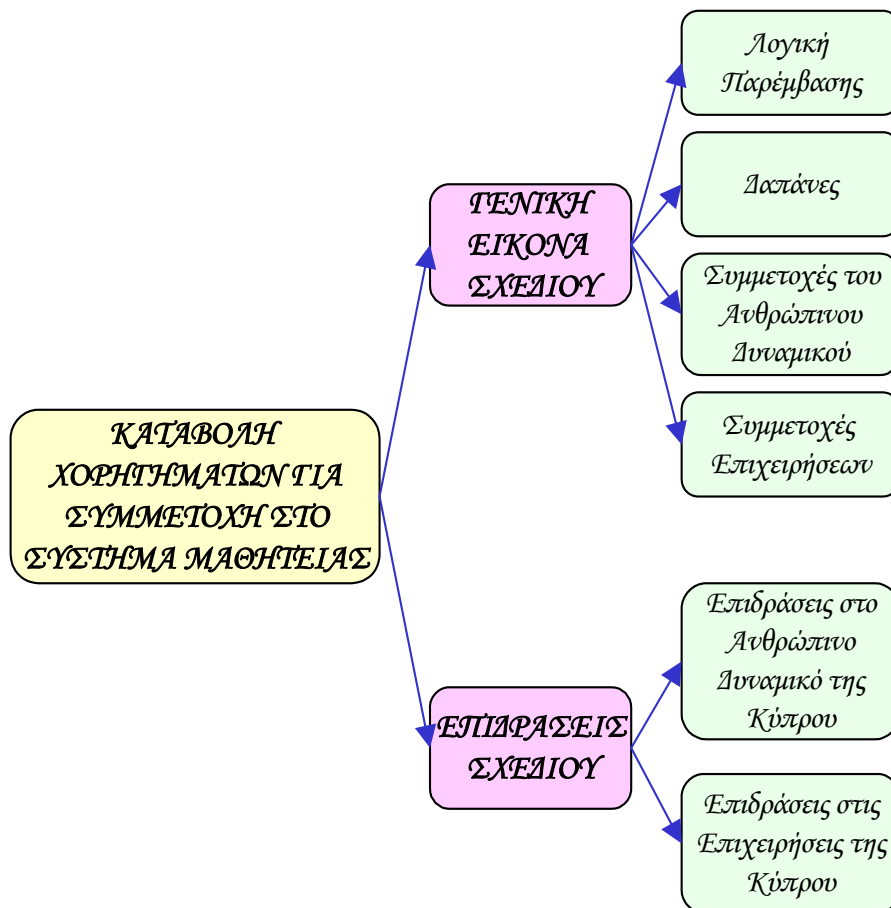 Λογική
Παρέμβασης
Δαπάνες
ΓΕΝΙΚΗ
ΕΙΚΟΝΑ
ΣΧΕΔΙΟΥ
Συμμετοχές του
Ανθρώπινου
Δυναμικού
Συμμετοχές
Επιχειρήσεων
ΚΑΤΑΒΟΛΗ
ΧΟΡΗΓΗΜΑΤΩΝ ΓΙΑ
ΣΥΜΜΕΤΟΧΗ ΣΤΟ
ΣΥΣΤΗΜΑ ΜΑΘΗΤΕΙΑΣ
Επιδράσεις στο
Ανθρώπινο
Δυναμικό της
Κύπρου
ΕΠΙΔΡΑΣΕΙΣ
ΣΧΕΔΙΟΥ
Επιδράσεις στις
Επιχειρήσεις της
Κύπρου